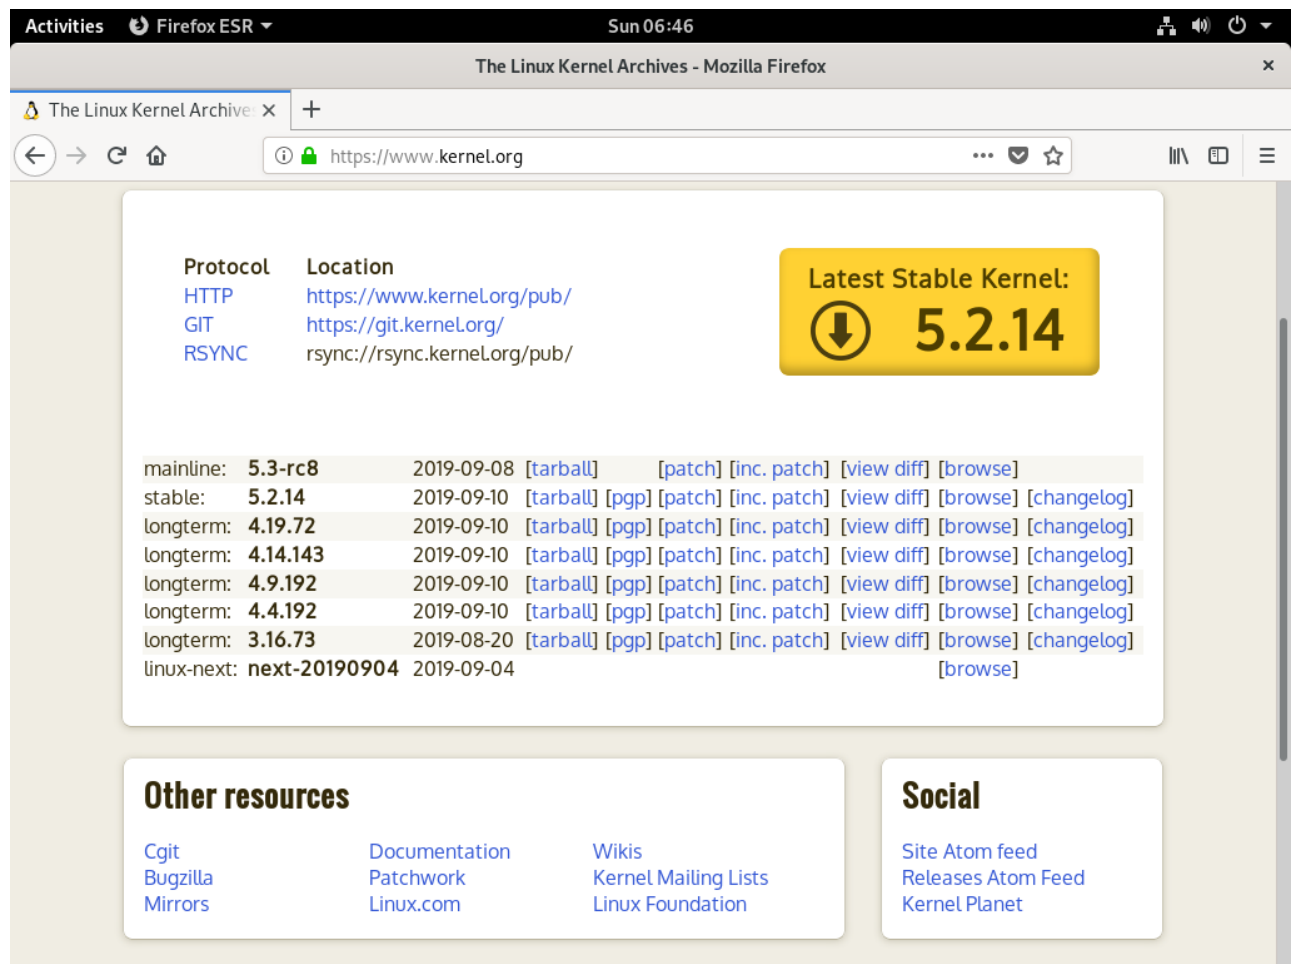 Activities Firefox ESR Sun 06:46
The Linux Kernel Archives - Mozilla Firefox ×
The Linux Kernel Archive
https://www.kernel.org
Protocol Location
HTTP https://www.kernel.org/pub/
GIT https://git.kernel.org/
RSYNC rsync://rsync.kernel.org/pub/
Latest Stable Kernel:
5.2.14
mainline: 5.3-rc8 2019-09-08 [tarball] [patch] [inc. patch] [view diff] [browse]
stable: 5.2.14 2019-09-10 [tarball] [pgp] [patch] [inc. patch] [view diff] [browse] [changelog]
longterm: 4.19.72 2019-09-10 [tarball] [pgp] [patch] [inc. patch] [view diff] [browse] [changelog]
longterm: 4.14.143 2019-09-10 [tarball] [pgp] [patch] [inc. patch] [view diff] [browse] [changelog]
longterm: 4.9.192 2019-09-10 [tarball] [pgp] [patch] [inc. patch] [view diff] [browse] [changelog]
longterm: 4.4.192 2019-09-10 [tarball] [pgp] [patch] [inc. patch] [view diff] [browse] [changelog]
longterm: 3.16.73 2019-08-20 [tarball] [pgp] [patch] [inc. patch] [view diff] [browse] [changelog]
linux-next: next-20190904 2019-09-04 [browse]
Other resources
Cgit Documentation Wikis
Bugzilla Patchwork Kernel Mailing Lists
Mirrors Linux.com Linux Foundation
Social
Site Atom feed
Releases Atom Feed
Kernel Planet